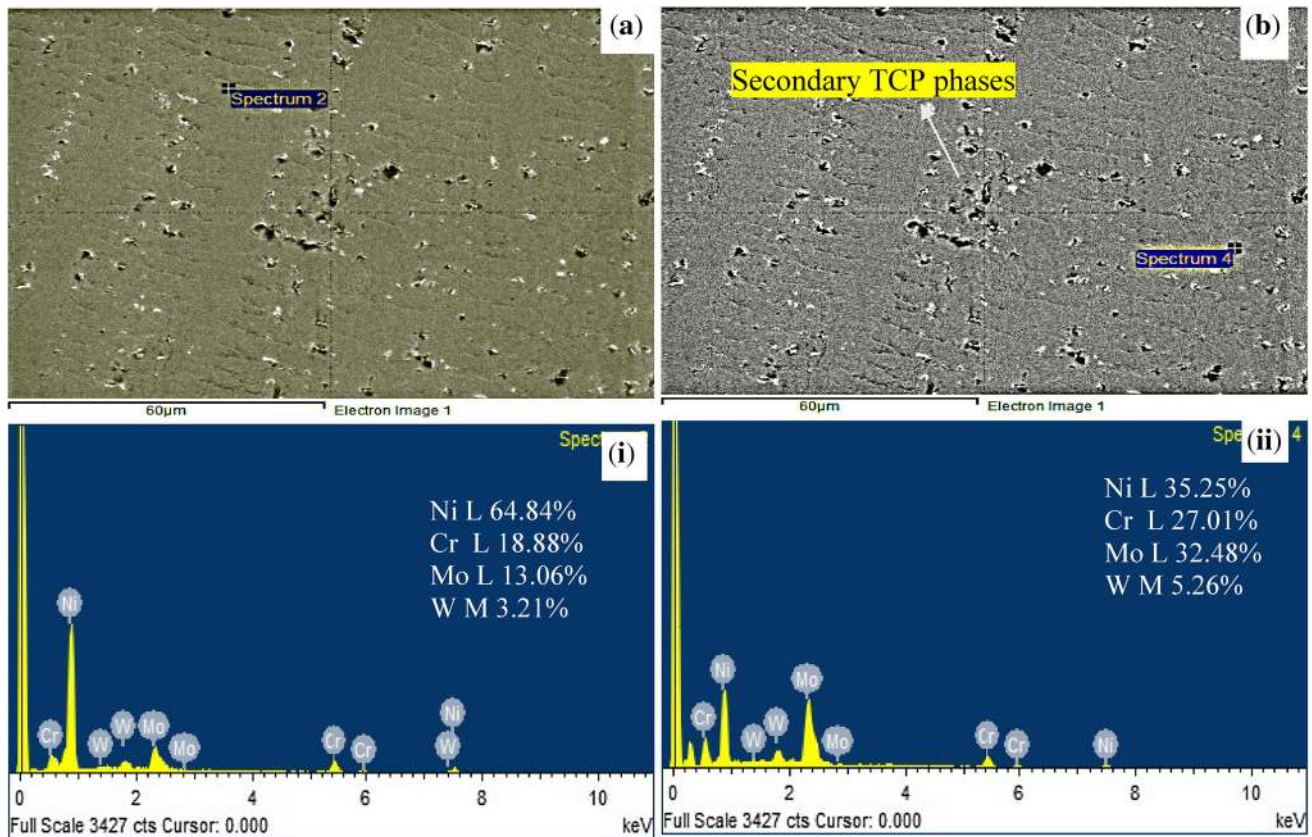 (a)
Spectrum 2
60µm
Electron Image 1
(b)
Secondary TCP phases
Spectrum 4
60µm
Electron Image 1
(i)
Ni L 64.84%
Cr L 18.88%
Mo L 13.06%
W M 3.21%
Ni
Cr
W
W
Mo
Mo
Cr
Cr
Ni
W
0
2
4
6
8
10
Full Scale 3427 cts Cursor: 0.000
keV
(ii)
4
Ni L 35.25%
Cr L 27.01%
Mo L 32.48%
W M 5.26%
Ni
Cr
W
W
Mo
Mo
Cr
Cr
Ni
0
2
4
6
8
10
Full Scale 3427 cts Cursor: 0.000
keV